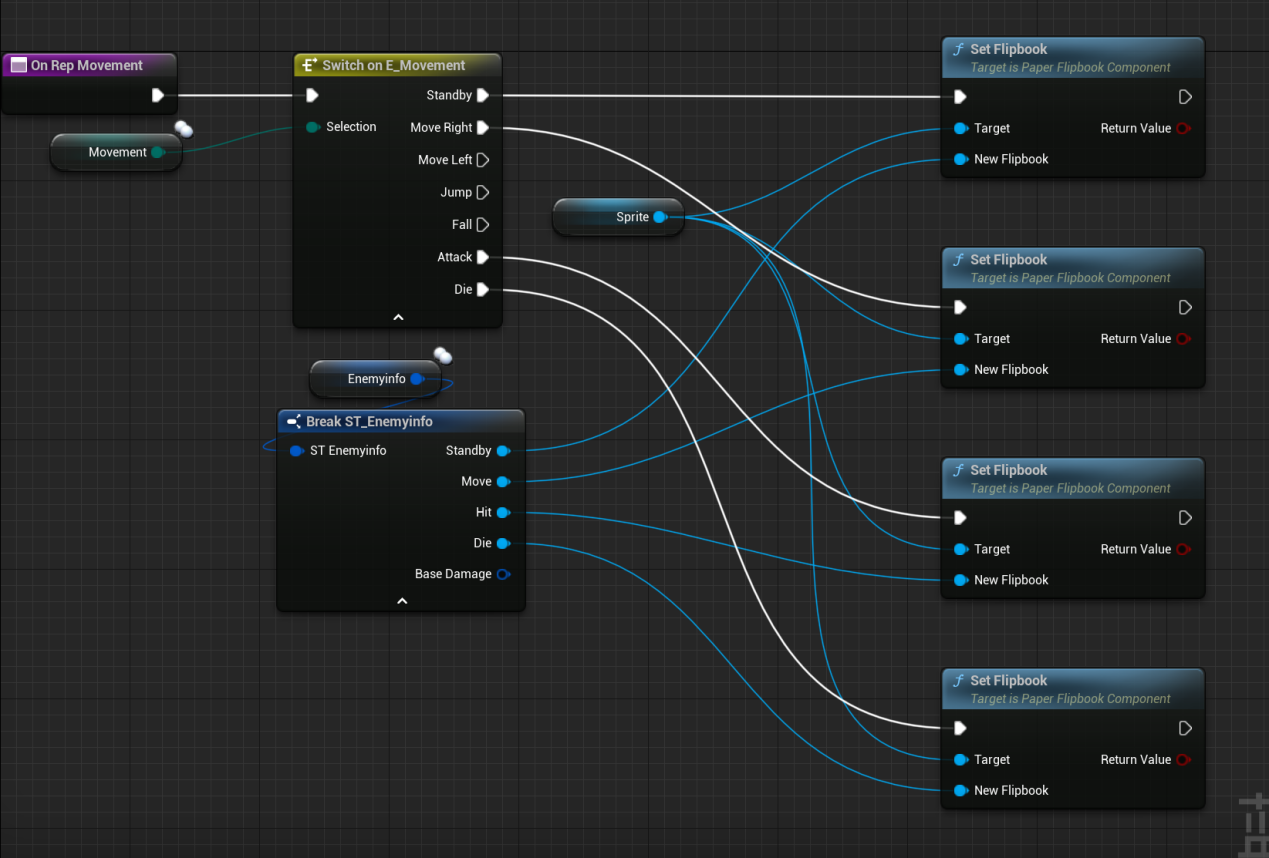 On Rep Movement
Movement
Switch on E_Movement
Selection
Standby
Move Right
Move Left
Jump
Fall
Attack
Die
Sprite
Enemyinfo
Break ST_Enemyinfo
ST Enemyinfo
Standby
Move
Hit
Die
Base Damage
Set Flipbook
Target is Paper Flipbook Component
Target
Return Value
New Flipbook
Set Flipbook
Target is Paper Flipbook Component
Target
Return Value
New Flipbook
Set Flipbook
Target is Paper Flipbook Component
Target
Return Value
New Flipbook
Set Flipbook
Target is Paper Flipbook Component
Target
Return Value
New Flipbook